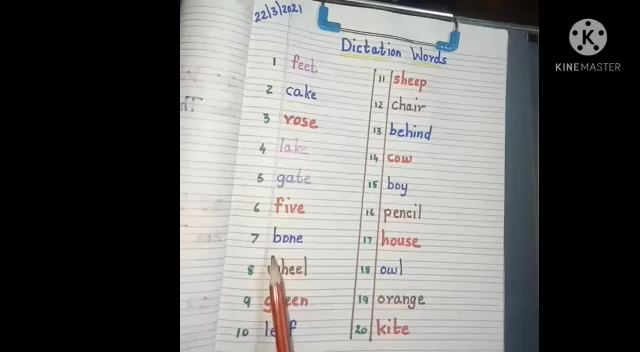 22/3/2021
Dictation Words
1 feet
2 cake
3 rose
4 lake
5 gate
6 five
7 bone
8 wheel
9 green
10 leaf
11 sheep
12 chair
13 behind
14 cow
15 boy
16 pencil
17 house
18 owl
19 orange
20 kite
KINEMASTER